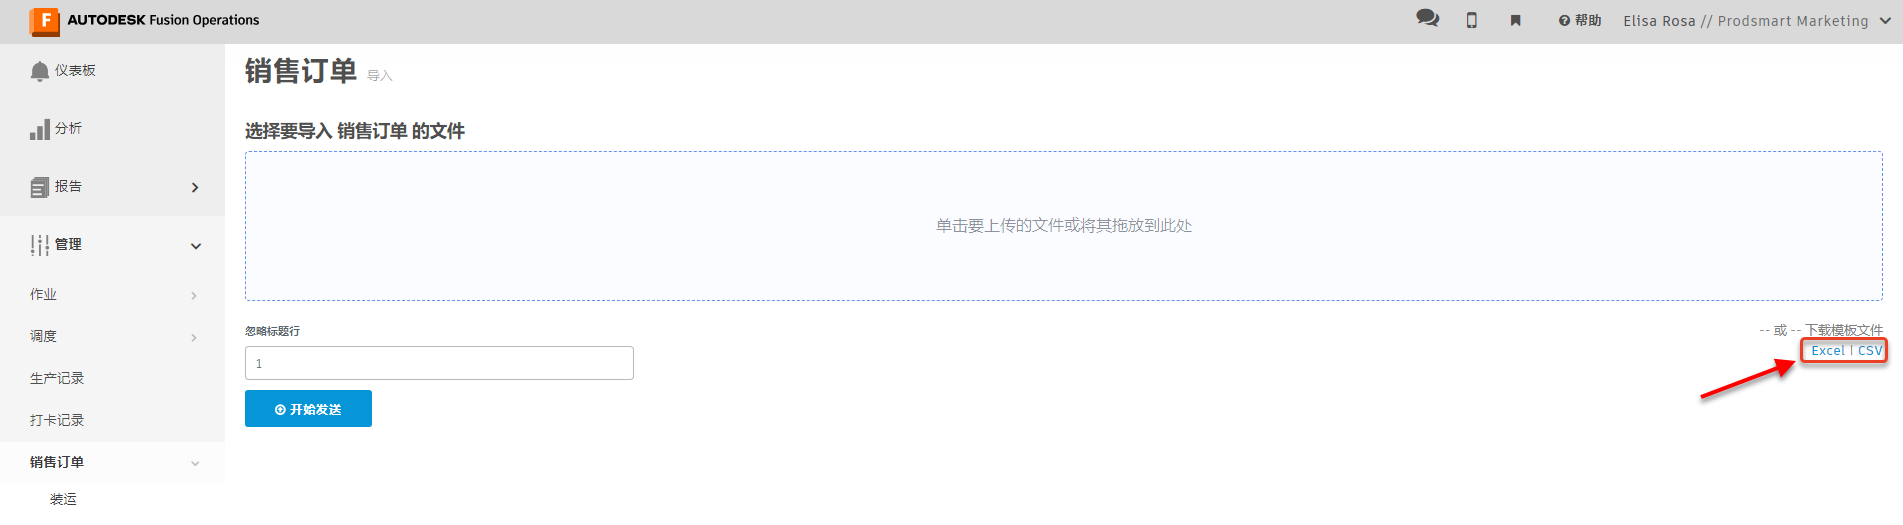 AUTODESK Fusion Operations
帮助
Elisa Rosa // Prodsmart Marketing
仪表板
分析
报告
管理
作业
调度
生产记录
打卡记录
销售订单
装运
销售订单 导入
选择要导入 销售订单 的文件
单击要上传的文件或将其拖放到此处
忽略标题行
1
开始发送
-- 或 -- 下载模板文件
Excel | CSV